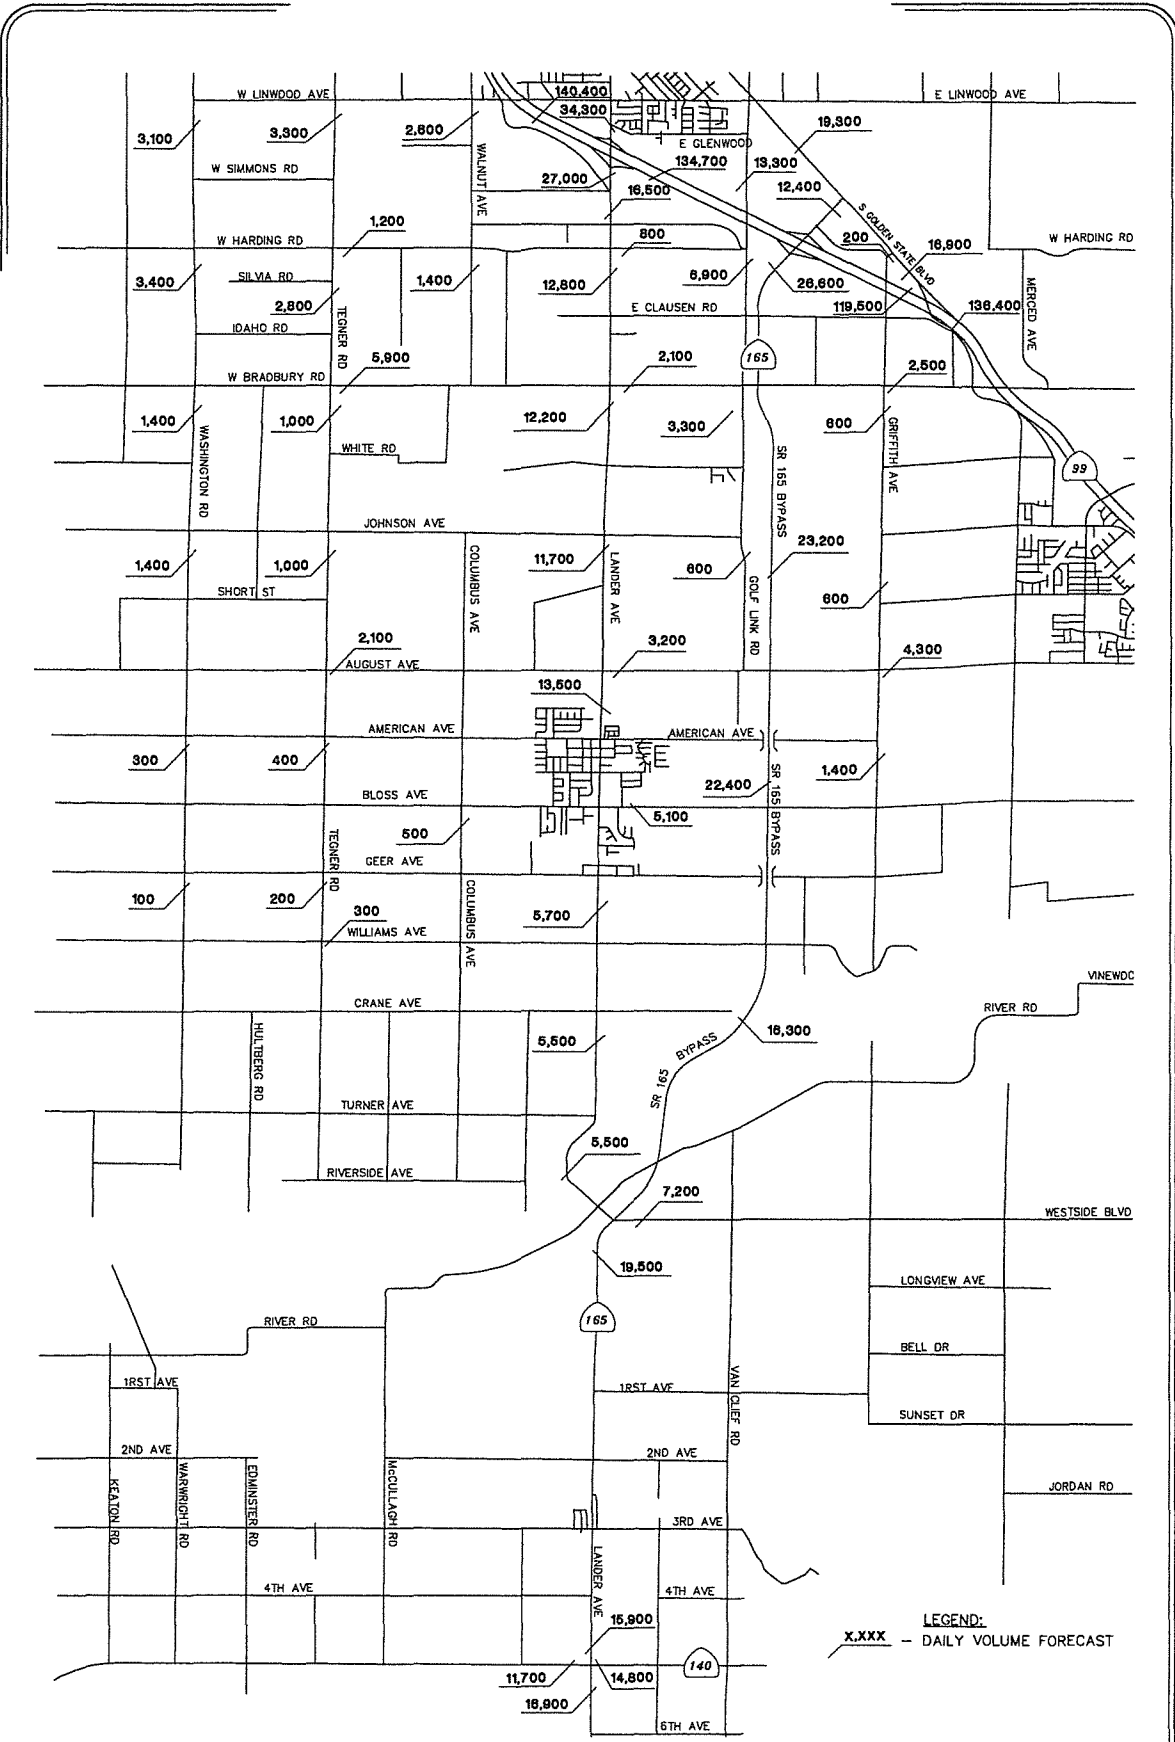 W LINWOOD AVE
140,400
E LINWOOD AVE
34,300
3,100
3,300
2,800
19,300
E GLENWOOD
W SIMMONS RD
WALNUT AVE
27,000
134,700
13,300
16,500
12,400
1,200
S GOLDEN STATE BLVD
W HARDING RD
800
200
16,900
W HARDING RD
3,400
SILVIA RD
1,400
12,800
6,900
26,600
MERCED AVE
2,800
TEGNER RD
E CLAUSEN RD
119,500
136,400
IDAHO RD
5,900
2,100
165
2,500
W BRADBURY RD
1,400
1,000
12,200
3,300
600
WASHINGTON RD
WHITE RD
SR 165 BYPASS
GRIFFITH AVE
99
JOHNSON AVE
1,400
1,000
COLUMBUS AVE
11,700
LANDER AVE
600
GOLF LINK RD
23,200
600
SHORT ST
2,100
AUGUST AVE
3,200
4,300
13,500
AMERICAN AVE
AMERICAN AVE
300
400
22,400
SR 165 BYPASS
1,400
BLOSS AVE
5,100
500
TEGNER RD
GEER AVE
100
200
COLUMBUS AVE
300
5,700
WILLIAMS AVE
VINEWDC
CRANE AVE
RIVER RD
HULTBERG RD
5,500
16,300
SR 165 BYPASS
TURNER AVE
5,500
RIVERSIDE AVE
7,200
WESTSIDE BLVD
19,500
LONGVIEW AVE
165
RIVER RD
BELL DR
1RST AVE
1RST AVE
VAN CLIEF RD
SUNSET DR
2ND AVE
2ND AVE
KEATON RD
WARWRIGHT RD
EDMINSTER RD
McCULLAGH RD
JORDAN RD
3RD AVE
LANDER AVE
4TH AVE
4TH AVE
15,900
LEGEND:
X,XXX – DAILY VOLUME FORECAST
11,700
14,800
140
16,900
6TH AVE